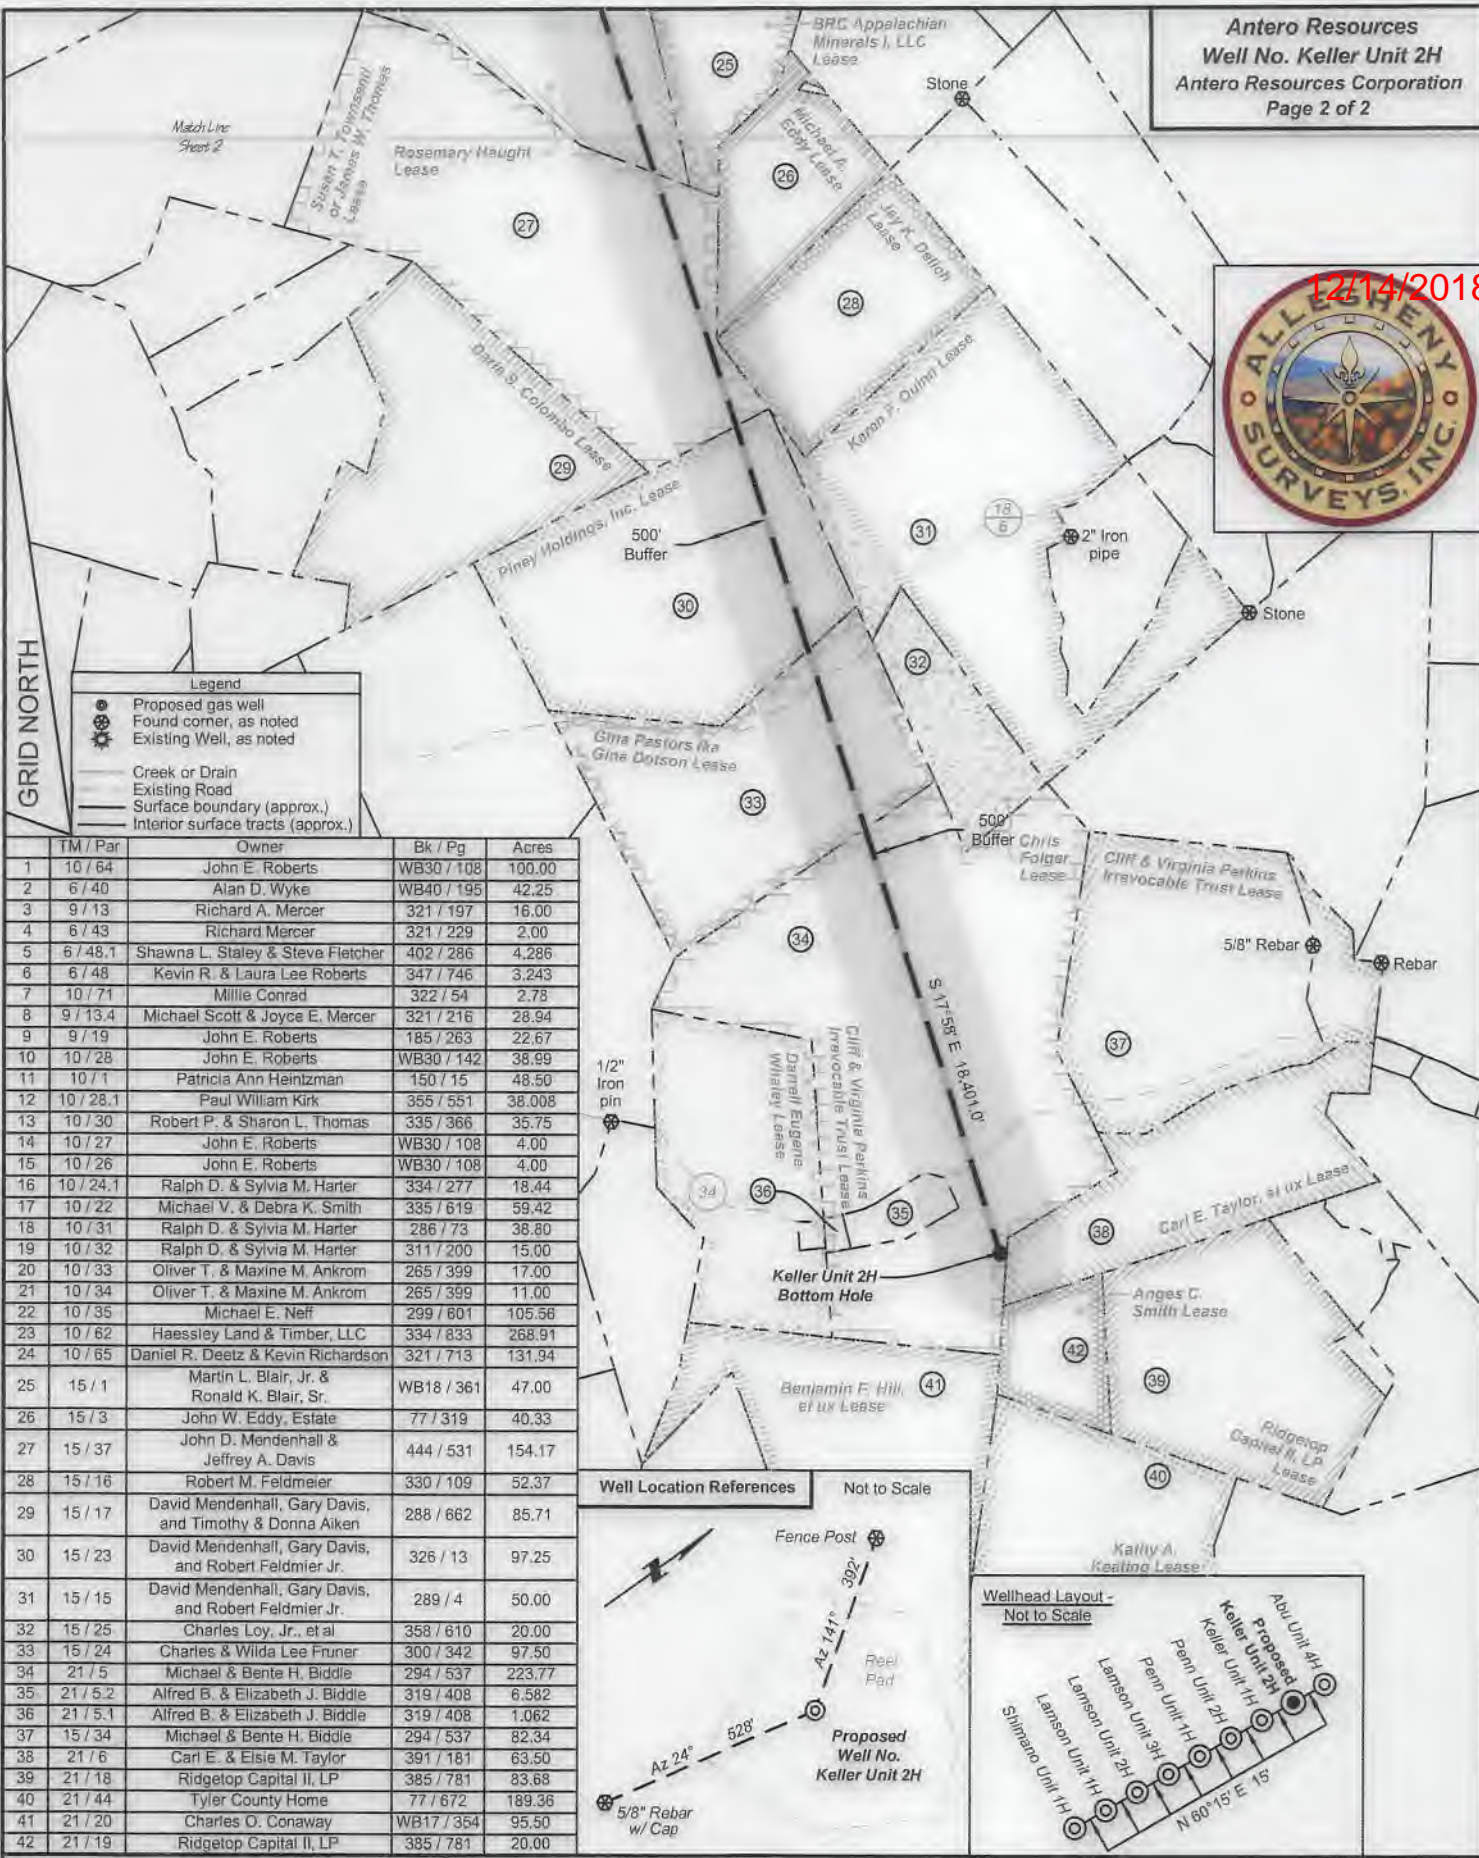 Antero Resources
Well No. Keller Unit 2H
Antero Resources Corporation
Page 2 of 2
12/14/2018
ALLEGHENY
SURVEYS, INC.
BRC Appalachian
Minerals I, LLC
Lease
25
Stone
Match Line
Sheet 2
Susan T. Townsend
or James W. Thomas
Lease
Rosemary Haught
Lease
Michael A.
Eddy Lease
26
27
Jay K. Dalloh
Lease
28
Daria S. Colombo Lease
Karen F. Quinn Lease
29
Piney Holdings, Inc. Lease
500'
Buffer
31
18
6
2" Iron
pipe
30
Stone
32
GRID NORTH
Legend
Proposed gas well
Found corner, as noted
Existing Well, as noted
Creek or Drain
Existing Road
Surface boundary (approx.)
Interior surface tracts (approx.)
Gina Pastors fka
Gina Dotson Lease
33
500'
Buffer
Chris
Folger
Lease
Cliff & Virginia Perkins
Irrevocable Trust Lease
34
5/8" Rebar
Rebar
S 17°58' E 18,401.0'
37
1/2"
Iron
pin
Darrell Eugene
Whaley Lease
Cliff & Virginia Perkins
Irrevocable Trust Lease
34
36
35
Carl E. Taylor, et ux Lease
38
Keller Unit 2H
Bottom Hole
Anges C.
Smith Lease
42
39
Benjamin F. Hill,
et ux Lease
41
Ridgetop
Capital II, LP
Lease
40
Kathy A.
Keating Lease
TM / Par Owner Bk / Pg Acres
1 10 / 64 John E. Roberts WB30 / 108 100.00
2 6 / 40 Alan D. Wyke WB40 / 195 42.25
3 9 / 13 Richard A. Mercer 321 / 197 16.00
4 6 / 43 Richard Mercer 321 / 229 2.00
5 6 / 48.1 Shawna L. Staley & Steve Fletcher 402 / 286 4.286
6 6 / 48 Kevin R. & Laura Lee Roberts 347 / 746 3.243
7 10 / 71 Millie Conrad 322 / 54 2.78
8 9 / 13.4 Michael Scott & Joyce E. Mercer 321 / 216 28.94
9 9 / 19 John E. Roberts 185 / 263 22.67
10 10 / 28 John E. Roberts WB30 / 142 38.99
11 10 / 1 Patricia Ann Heintzman 150 / 15 48.50
12 10 / 28.1 Paul William Kirk 355 / 551 38.008
13 10 / 30 Robert P. & Sharon L. Thomas 335 / 366 35.75
14 10 / 27 John E. Roberts WB30 / 108 4.00
15 10 / 26 John E. Roberts WB30 / 108 4.00
16 10 / 24.1 Ralph D. & Sylvia M. Harter 334 / 277 18.44
17 10 / 22 Michael V. & Debra K. Smith 335 / 619 59.42
18 10 / 31 Ralph D. & Sylvia M. Harter 286 / 73 38.80
19 10 / 32 Ralph D. & Sylvia M. Harter 311 / 200 15.00
20 10 / 33 Oliver T. & Maxine M. Ankrom 265 / 399 17.00
21 10 / 34 Oliver T. & Maxine M. Ankrom 265 / 399 11.00
22 10 / 35 Michael E. Neff 299 / 601 105.56
23 10 / 62 Haessley Land & Timber, LLC 334 / 833 268.91
24 10 / 65 Daniel R. Deetz & Kevin Richardson 321 / 713 131.94
25 15 / 1 Martin L. Blair, Jr. &
Ronald K. Blair, Sr. WB18 / 361 47.00
26 15 / 3 John W. Eddy, Estate 77 / 319 40.33
27 15 / 37 John D. Mendenhall &
Jeffrey A. Davis 444 / 531 154.17
28 15 / 16 Robert M. Feldmeier 330 / 109 52.37
29 15 / 17 David Mendenhall, Gary Davis,
and Timothy & Donna Aiken 288 / 662 85.71
30 15 / 23 David Mendenhall, Gary Davis,
and Robert Feldmier Jr. 326 / 13 97.25
31 15 / 15 David Mendenhall, Gary Davis,
and Robert Feldmier Jr. 289 / 4 50.00
32 15 / 25 Charles Loy, Jr., et al 358 / 610 20.00
33 15 / 24 Charles & Wilda Lee Fruner 300 / 342 97.50
34 21 / 5 Michael & Bente H. Biddle 294 / 537 223.77
35 21 / 5.2 Alfred B. & Elizabeth J. Biddle 319 / 408 6.582
36 21 / 5.1 Alfred B. & Elizabeth J. Biddle 319 / 408 1.062
37 15 / 34 Michael & Bente H. Biddle 294 / 537 82.34
38 21 / 6 Carl E. & Elsie M. Taylor 391 / 181 63.50
39 21 / 18 Ridgetop Capital II, LP 385 / 781 83.68
40 21 / 44 Tyler County Home 77 / 672 189.36
41 21 / 20 Charles O. Conaway WB17 / 354 95.50
42 21 / 19 Ridgetop Capital II, LP 385 / 781 20.00
Well Location References
Not to Scale
Fence Post
Az 141° 392'
Reel
Pad
Az 24° 528'
Proposed
Well No.
Keller Unit 2H
5/8" Rebar
w/ Cap
Wellhead Layout -
Not to Scale
Abu Unit 4H
Proposed
Keller Unit 2H
Keller Unit 1H
Penn Unit 2H
Penn Unit 1H
Lamson Unit 3H
Lamson Unit 2H
Lamson Unit 1H
Shimano Unit 1H
N 60°15' E 15'